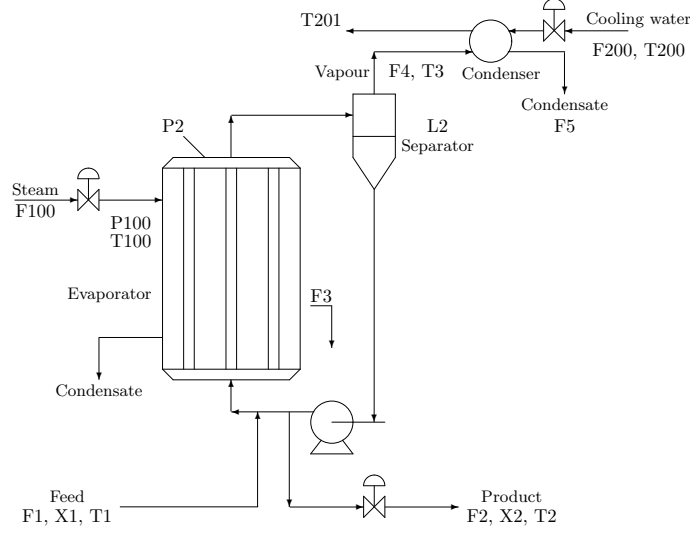 T201
Cooling water
F200, T200
Vapour
F4, T3
Condenser
Condensate
F5
P2
L2
Separator
Steam
F100
P100
T100
Evaporator
F3
Condensate
Feed
F1, X1, T1
Product
F2, X2, T2